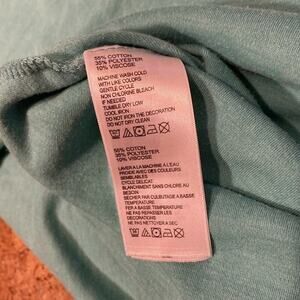 55% COTTON
35% POLYESTER
10% VISCOSE
MACHINE WASH COLD
WITH LIKE COLORS
GENTLE CYCLE
NON CHLORINE BLEACH
IF NEEDED
TUMBLE DRY LOW
COOL IRON
DO NOT IRON THE DECORATION
DO NOT DRY CLEAN
55% COTON
35% POLYESTER
10% VISCOSE
LAVER A LA MACHINE A L'EAU
FROIDE AVEC DES COULEURS
SEMBLABLES
CYCLE DELICAT
BLANCHIMENT SANS CHLORE AU
BESOIN
SECHER PAR CULBUTAGE A BASSE
TEMPERATURE
FER A BASSE TEMPERATURE
NE PAS REPASSER LES
DECORATIONS
NE PAS NETTOYER A SEC